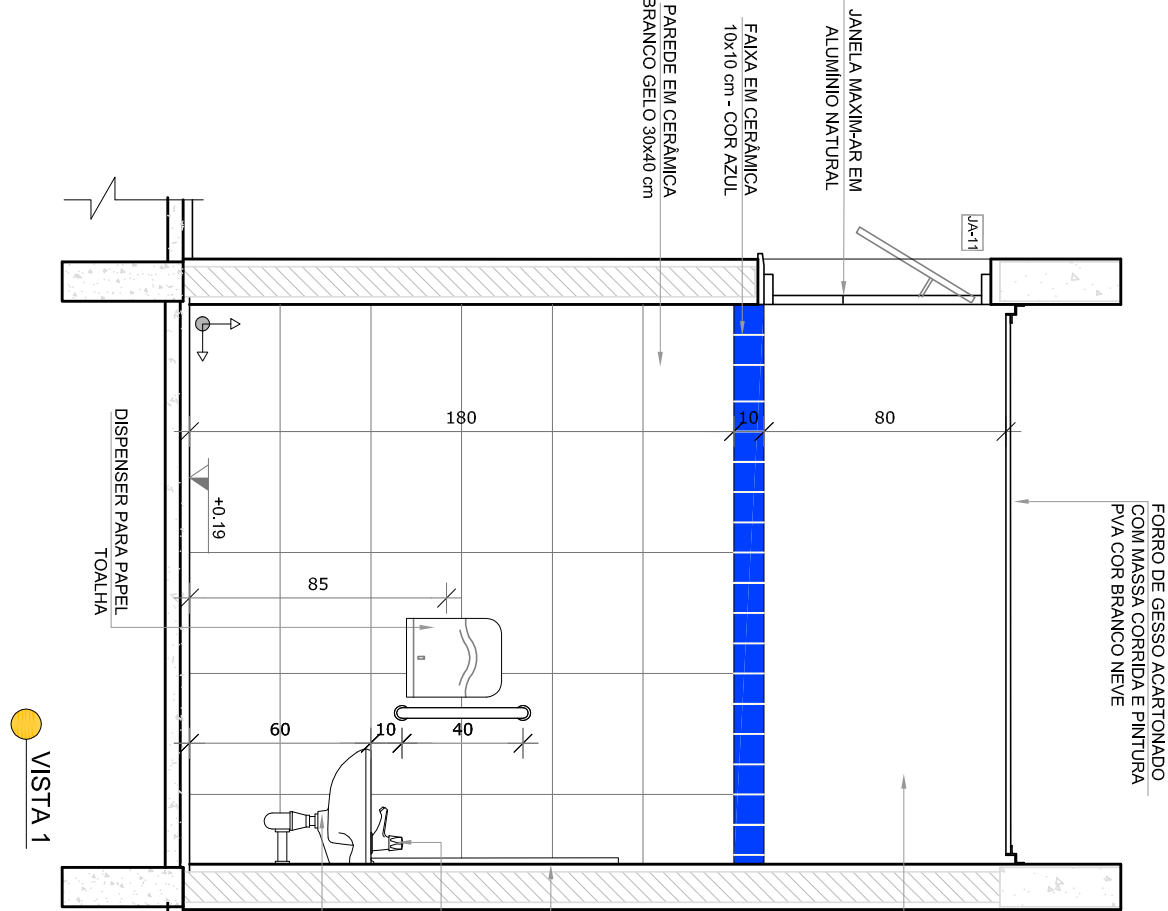 JANELA MAXIM-AR EM
ALUMÍNIO NATURAL
FAIXA EM CERÂMICA
10x10 cm - COR AZUL
PAREDE EM CERÂMICA
BRANCO GELO 30x40 cm
JA-11
FORRO DE GESSO ACARTONADO
COM MASSA CORRIDA E PINTURA
PVA COR BRANCO NEVE
180
10
80
+0.19
85
60
10
40
DISPENSER PARA PAPEL
TOALHA
VISTA 1